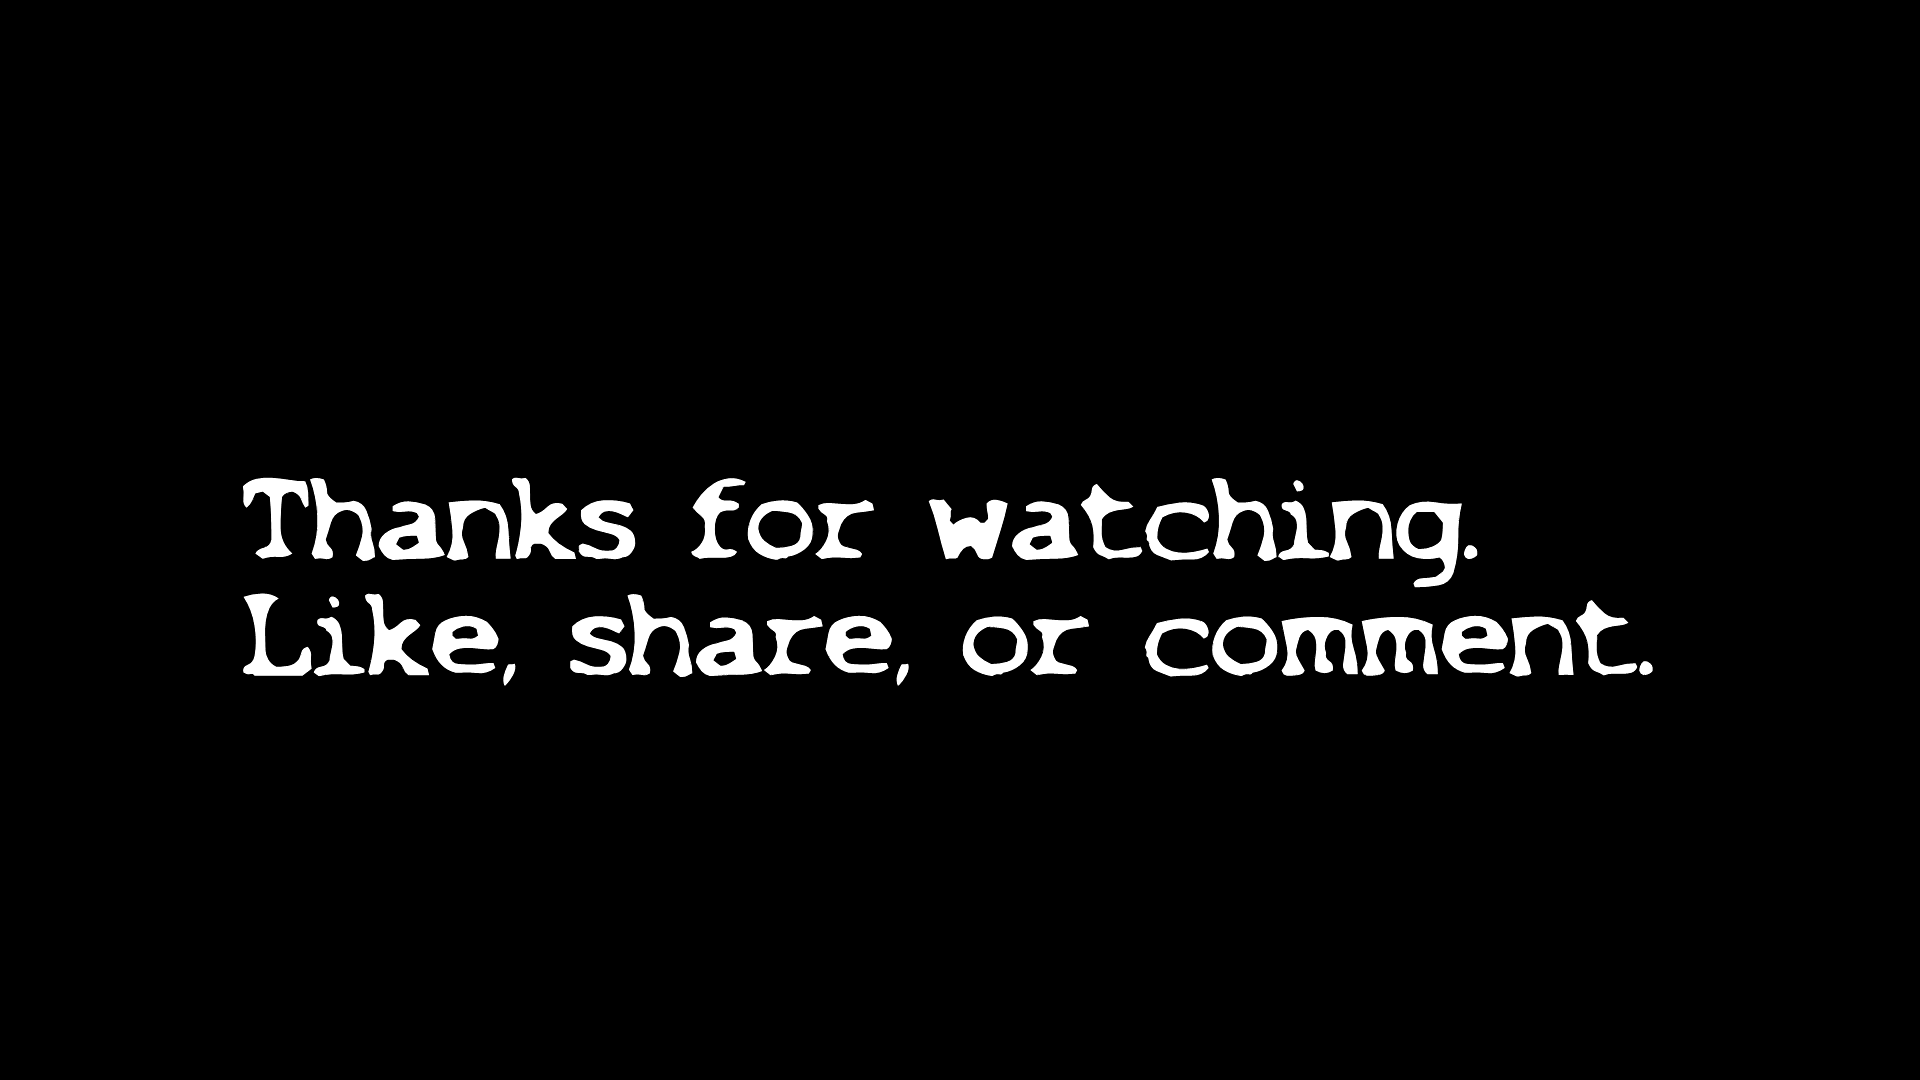 Thanks for watching.
Like, share, or comment.